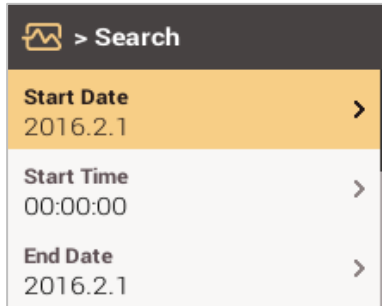 > Search
Start Date
2016.2.1
Start Time
00:00:00
End Date
2016.2.1